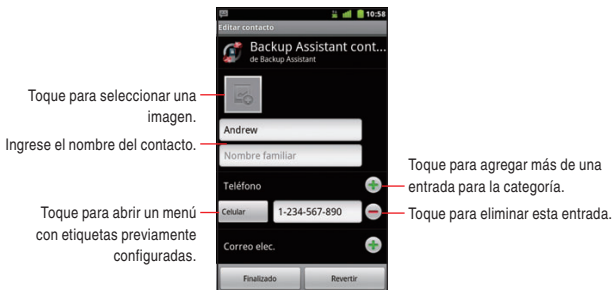 10:58
Editar contacto
Backup Assistant cont...
de Backup Assistant
Toque para seleccionar una
imagen.
Andrew
Ingrese el nombre del contacto.
Nombre familiar
Teléfono
Toque para agregar más de una
entrada para la categoría.
Toque para abrir un menú
con etiquetas previamente
configuradas.
Celular
1-234-567-890
Toque para eliminar esta entrada.
Correo elec.
Finalizado
Revertir